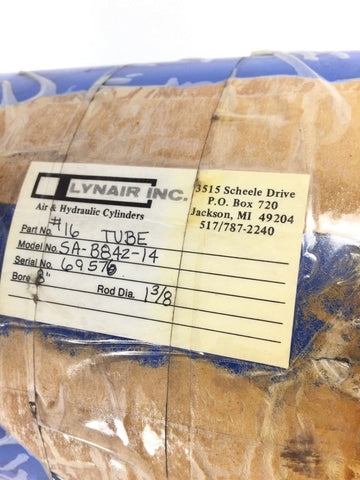 LYNAIR INC.
Air & Hydraulic Cylinders
3515 Scheele Drive
P.O. Box 720
Jackson, MI 49204
517/787-2240
Part No. #16 TUBE
Model No. SA-8842-14
Serial No. 69576
Bore 8" Rod Dia. 1 3/8